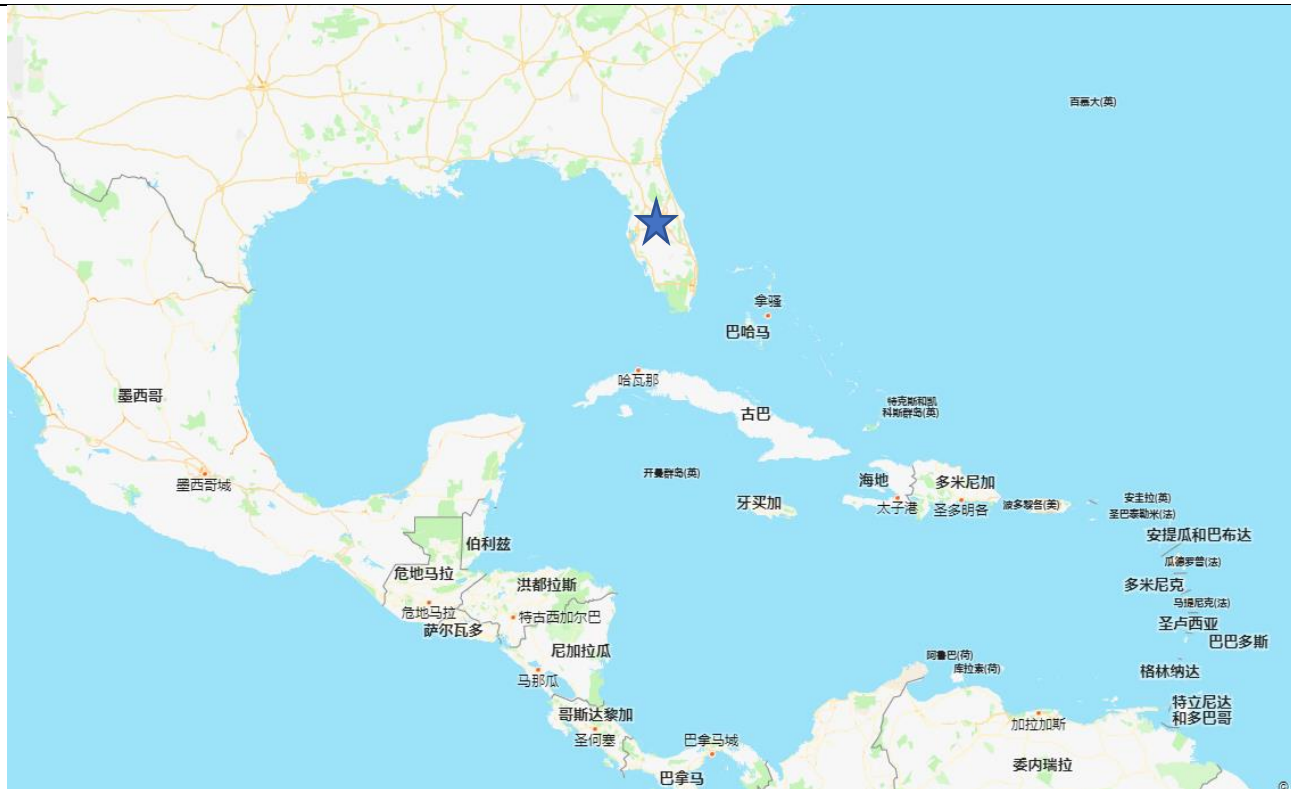 百慕大(英)
拿骚
巴哈马
哈瓦那
古巴
特克斯和凯
科斯群岛(英)
墨西哥
墨西哥城
开曼群岛(英)
牙买加
海地
太子港
多米尼加
圣多明各
波多黎各(美)
安圭拉(英)
圣巴泰勒米(法)
安提瓜和巴布达
瓜德罗普(法)
多米尼克
马提尼克(法)
圣卢西亚
巴巴多斯
格林纳达
特立尼达
和多巴哥
伯利兹
危地马拉
危地马拉
洪都拉斯
特古西加尔巴
萨尔瓦多
尼加拉瓜
马那瓜
哥斯达黎加
圣何塞
巴拿马城
巴拿马
阿鲁巴(荷)
库拉索(荷)
加拉加斯
委内瑞拉
©